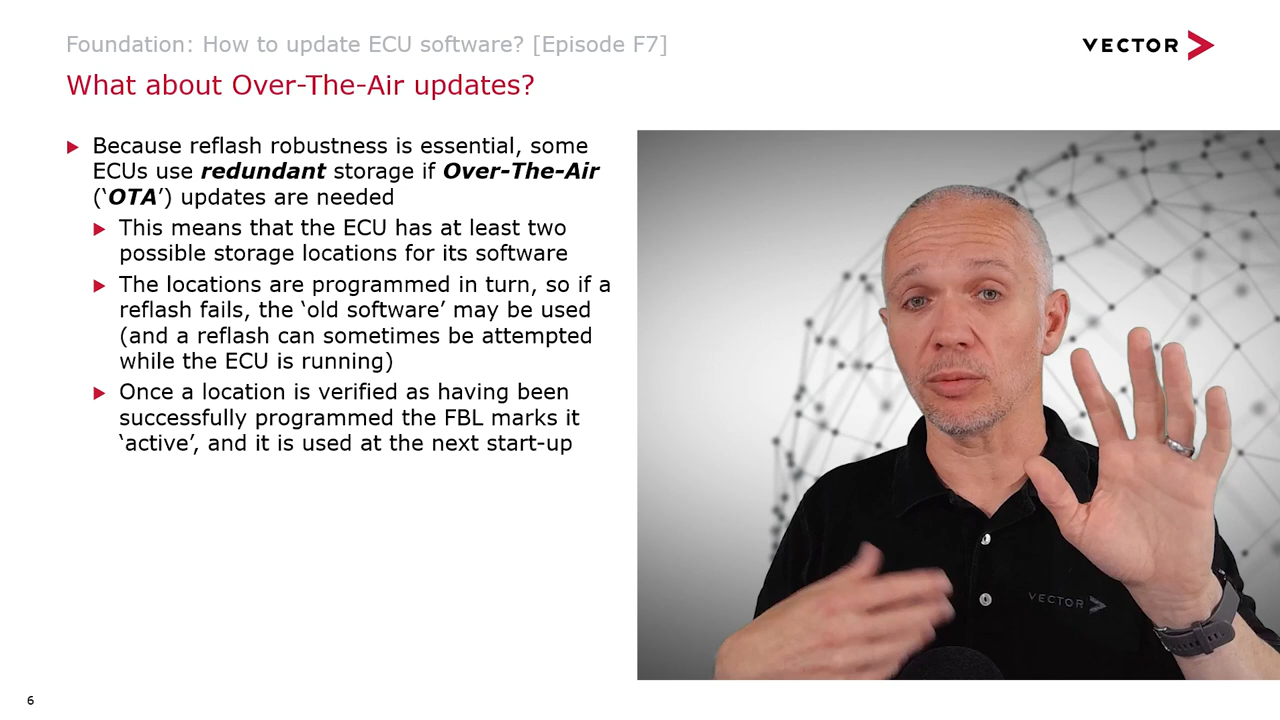 Foundation: How to update ECU software? [Episode F7]
VECTOR
What about Over-The-Air updates?
Because reflash robustness is essential, some
ECUs use redundant storage if Over-The-Air
(‘OTA’) updates are needed
This means that the ECU has at least two
possible storage locations for its software
The locations are programmed in turn, so if a
reflash fails, the ‘old software’ may be used
(and a reflash can sometimes be attempted
while the ECU is running)
Once a location is verified as having been
successfully programmed the FBL marks it
‘active’, and it is used at the next start-up
VECTOR
6